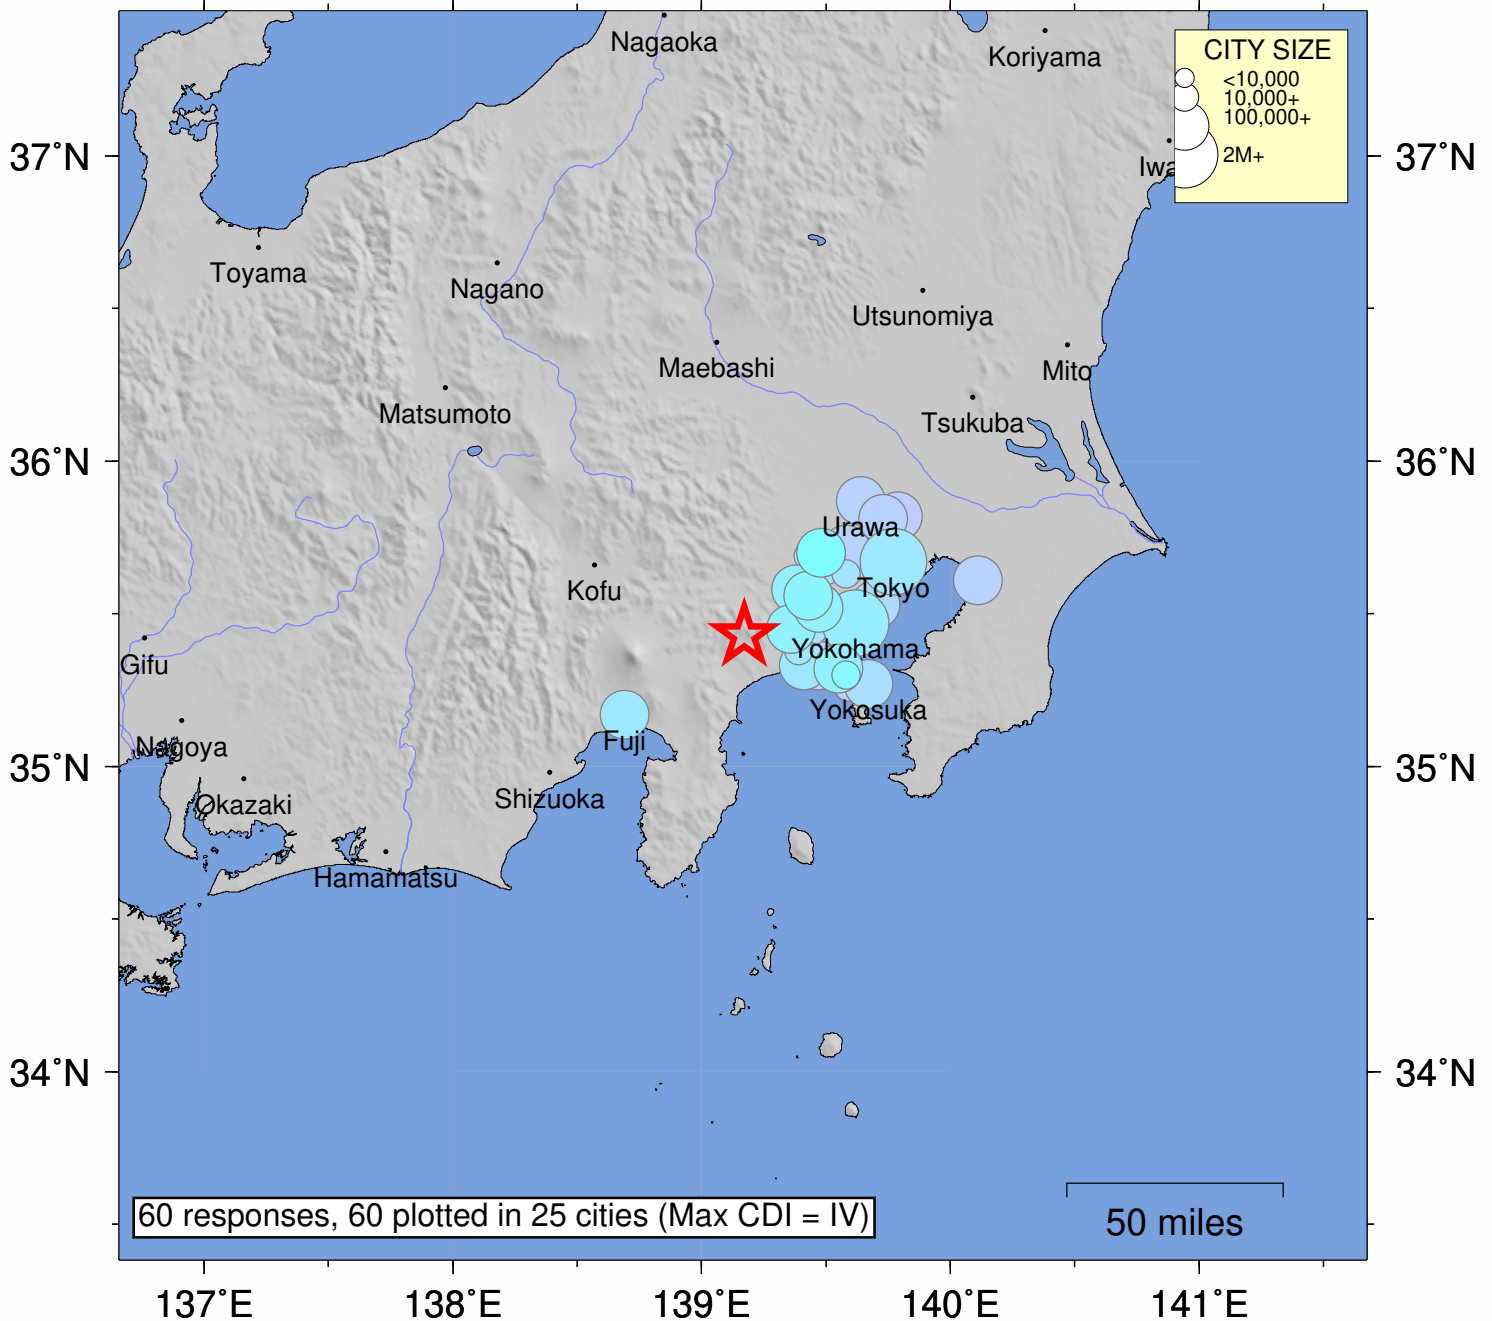 Nagaoka
Koriyama
CITY SIZE
<10,000
10,000+
100,000+
2M+
37°N
37°N
Iwa
Toyama
Nagano
Utsunomiya
Maebashi
Mito
Matsumoto
Tsukuba
36°N
36°N
Urawa
Kofu
Tokyo
Yokohama
Gifu
Yokosuka
Fuji
Nagoya
35°N
35°N
Okazaki
Shizuoka
Hamamatsu
34°N
34°N
60 responses, 60 plotted in 25 cities (Max CDI = IV)
50 miles
137°E
138°E
139°E
140°E
141°E